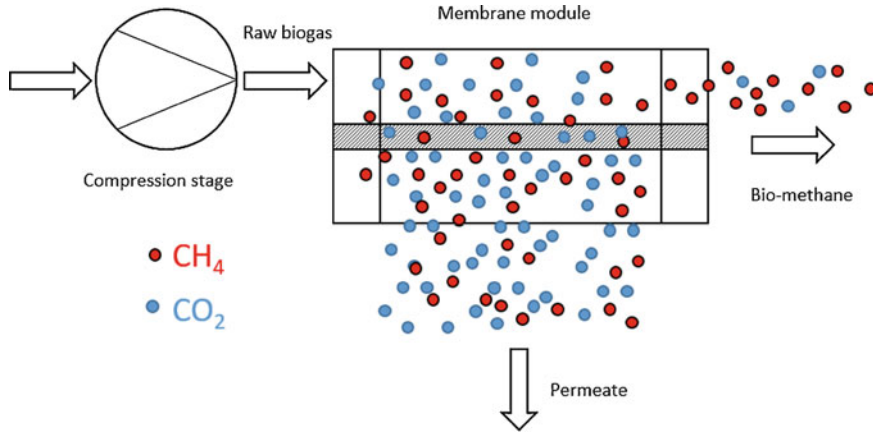 Membrane module
Raw biogas
Compression stage
Bio-methane
CH₄
CO₂
Permeate